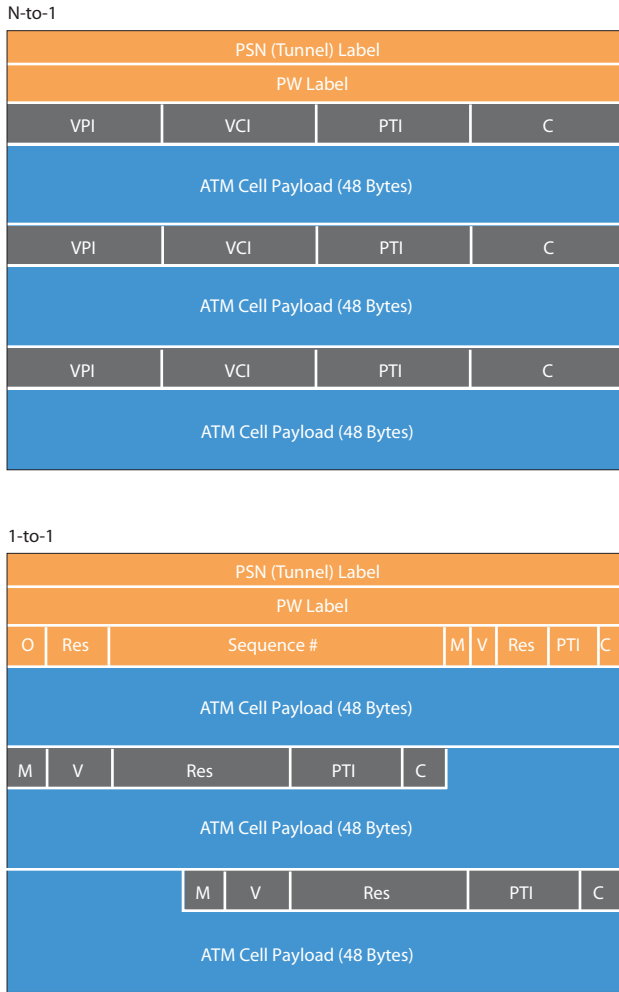 N-to-1
PSN (Tunnel) Label
PW Label
VPI VCI PTI C
ATM Cell Payload (48 Bytes)
VPI VCI PTI C
ATM Cell Payload (48 Bytes)
VPI VCI PTI C
ATM Cell Payload (48 Bytes)
1-to-1
PSN (Tunnel) Label
PW Label
O Res Sequence # M V Res PTI C
ATM Cell Payload (48 Bytes)
M V Res PTI C
ATM Cell Payload (48 Bytes)
M V Res PTI C
ATM Cell Payload (48 Bytes)